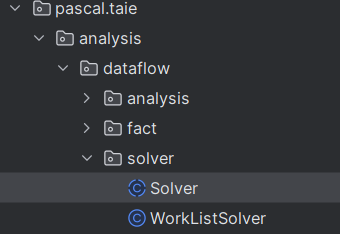 pascal.taie
analysis
dataflow
analysis
fact
solver
Solver
WorkListSolver